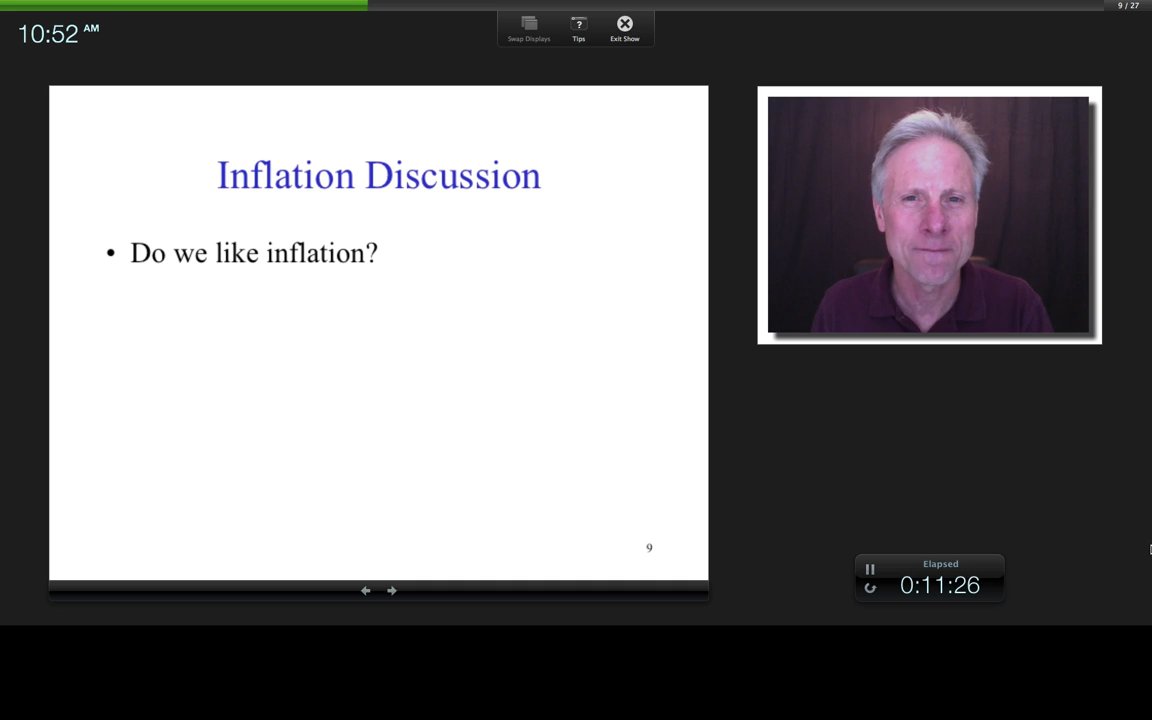 9 / 27
10:52 AM
Swap Displays
Tips
Exit Show
Inflation Discussion
• Do we like inflation?
9
Elapsed
0:11:26